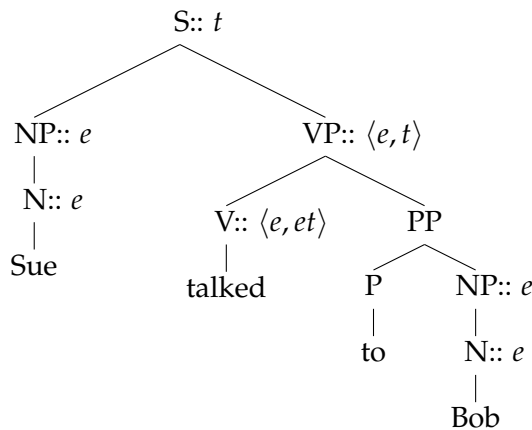 S:: t
NP:: e VP:: ⟨e, t⟩
N:: e V:: ⟨e, et⟩ PP
Sue talked P NP:: e
to N:: e
Bob